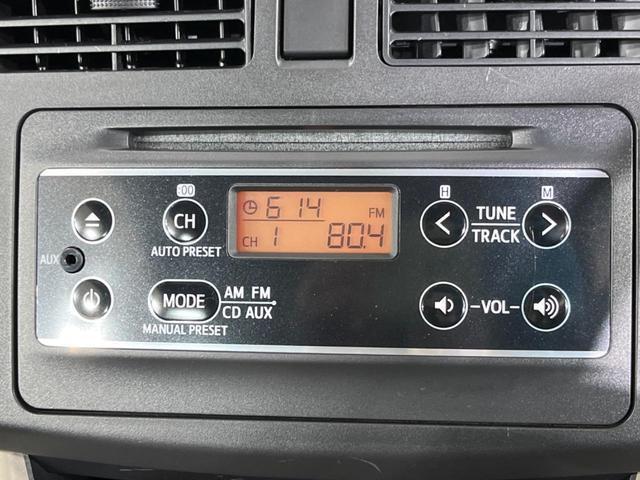 :00
H
M
CH
6 14
FM
CH 1 80.4
TUNE
TRACK
AUTO PRESET
AUX
MODE
AM FM
CD AUX
MANUAL PRESET
-VOL-